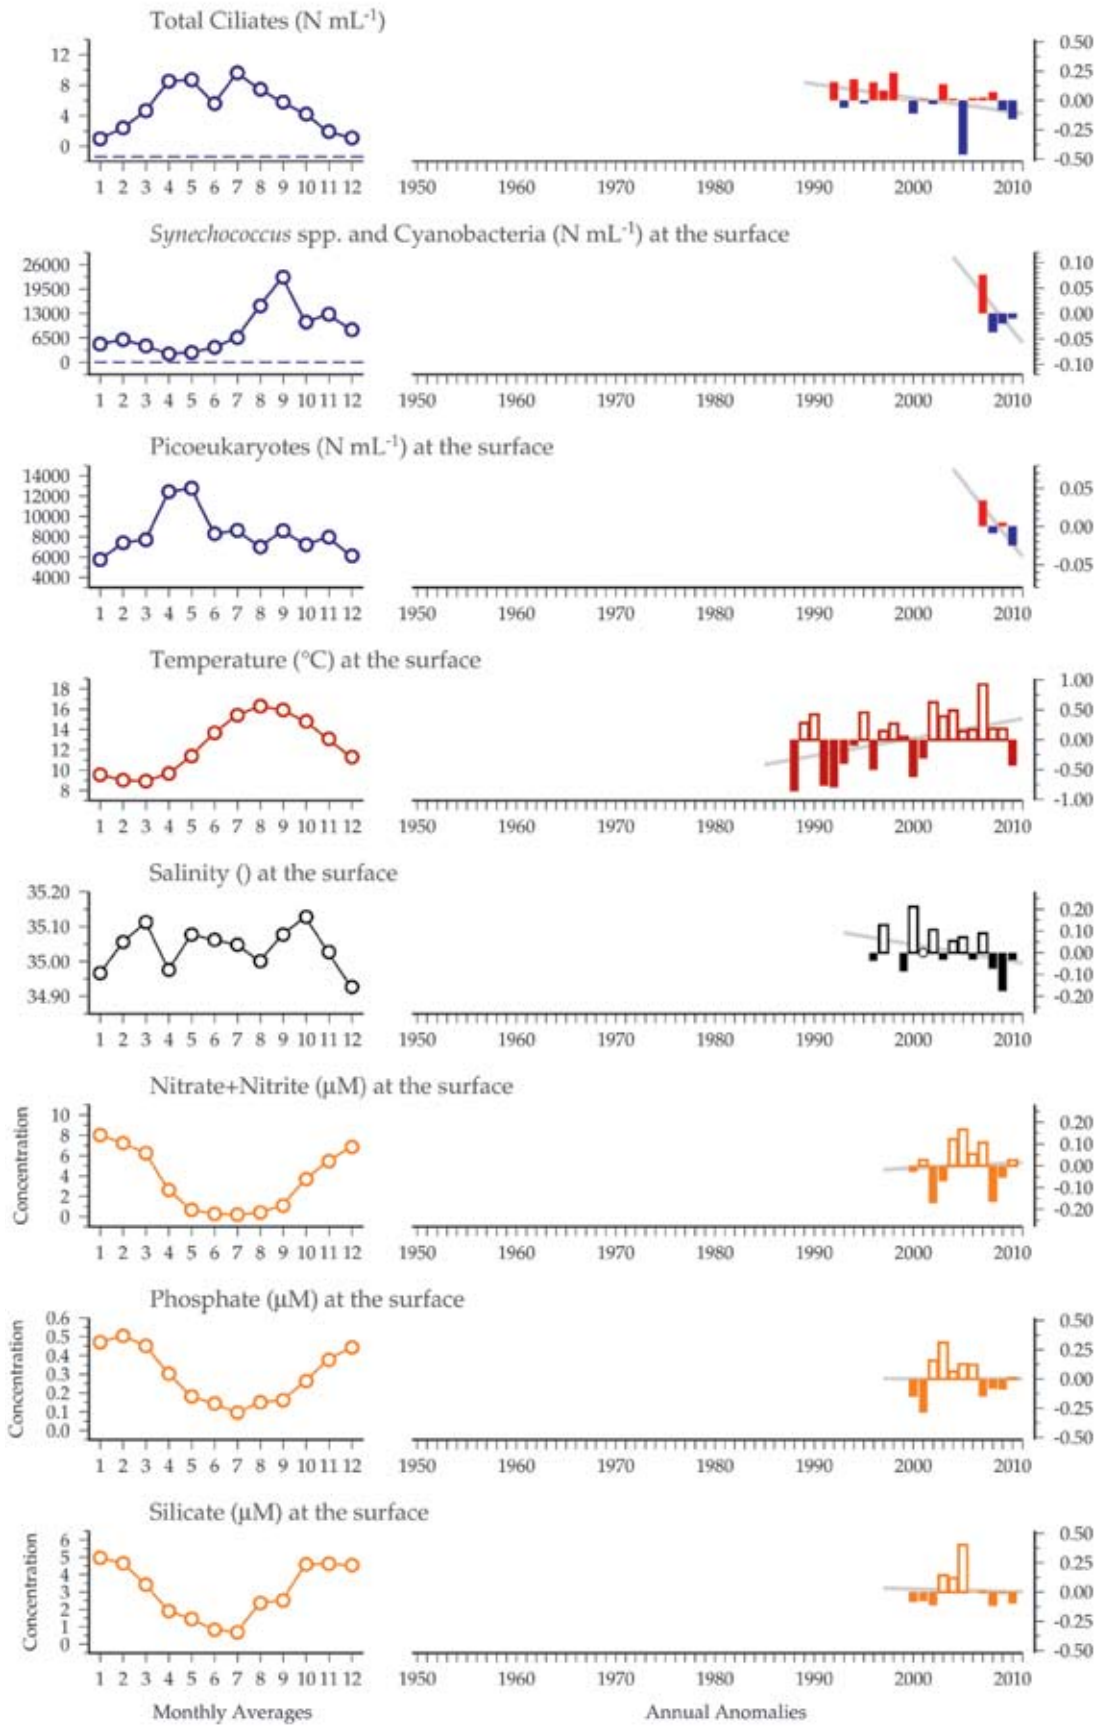 Total Ciliates (N mL-1)
12
8
4
0
0.50
0.25
0.00
-0.25
-0.50
1 2 3 4 5 6 7 8 9 10 11 12
1950 1960 1970 1980 1990 2000 2010
Synechococcus spp. and Cyanobacteria (N mL-1) at the surface
26000
19500
13000
6500
0
0.10
0.05
0.00
-0.05
-0.10
1 2 3 4 5 6 7 8 9 10 11 12
1950 1960 1970 1980 1990 2000 2010
Picoeukaryotes (N mL-1) at the surface
14000
12000
10000
8000
6000
4000
0.05
0.00
-0.05
1 2 3 4 5 6 7 8 9 10 11 12
1950 1960 1970 1980 1990 2000 2010
Temperature (°C) at the surface
18
16
14
12
10
8
1.00
0.50
0.00
-0.50
-1.00
1 2 3 4 5 6 7 8 9 10 11 12
1950 1960 1970 1980 1990 2000 2010
Salinity () at the surface
35.20
35.10
35.00
34.90
0.20
0.10
0.00
-0.10
-0.20
1 2 3 4 5 6 7 8 9 10 11 12
1950 1960 1970 1980 1990 2000 2010
Nitrate+Nitrite (µM) at the surface
Concentration
10
8
6
4
2
0
0.20
0.10
0.00
-0.10
-0.20
1 2 3 4 5 6 7 8 9 10 11 12
1950 1960 1970 1980 1990 2000 2010
Phosphate (µM) at the surface
Concentration
0.6
0.5
0.4
0.3
0.2
0.1
0.0
0.50
0.25
0.00
-0.25
-0.50
1 2 3 4 5 6 7 8 9 10 11 12
1950 1960 1970 1980 1990 2000 2010
Silicate (µM) at the surface
Concentration
6
5
4
3
2
1
0
0.50
0.25
0.00
-0.25
-0.50
1 2 3 4 5 6 7 8 9 10 11 12
1950 1960 1970 1980 1990 2000 2010
Monthly Averages
Annual Anomalies